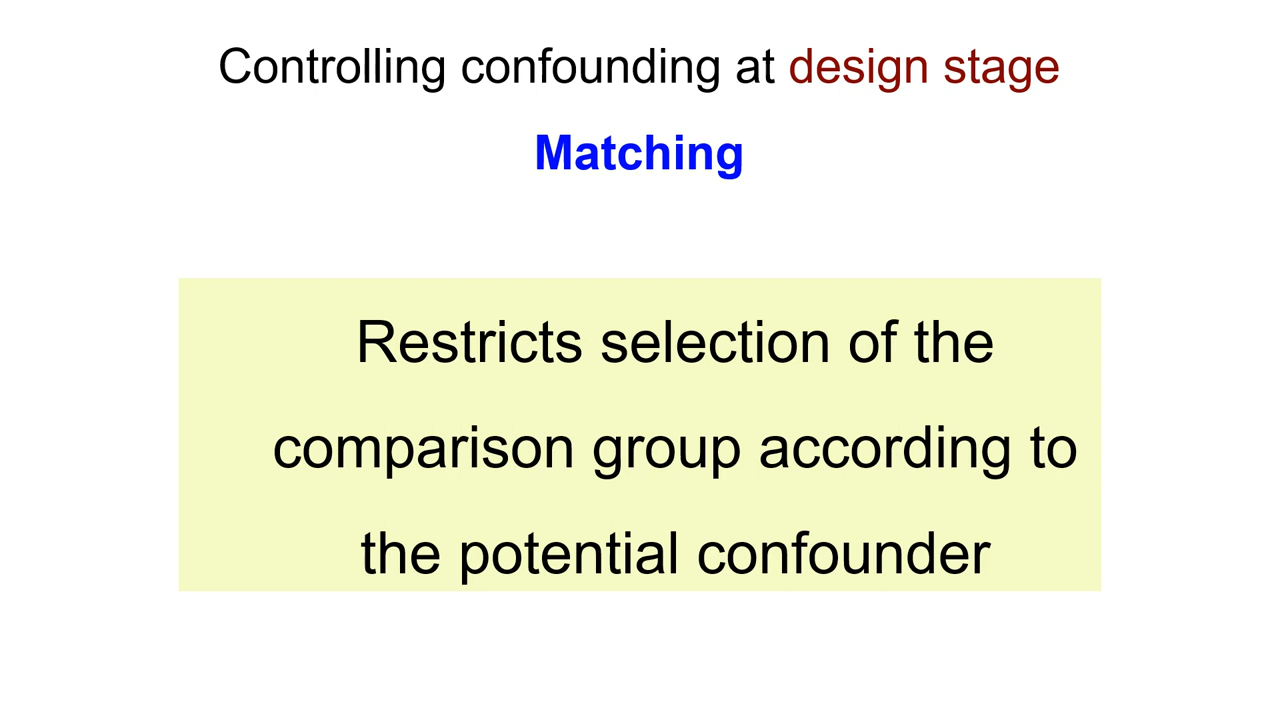 Controlling confounding at design stage
Matching
Restricts selection of the
comparison group according to
the potential confounder